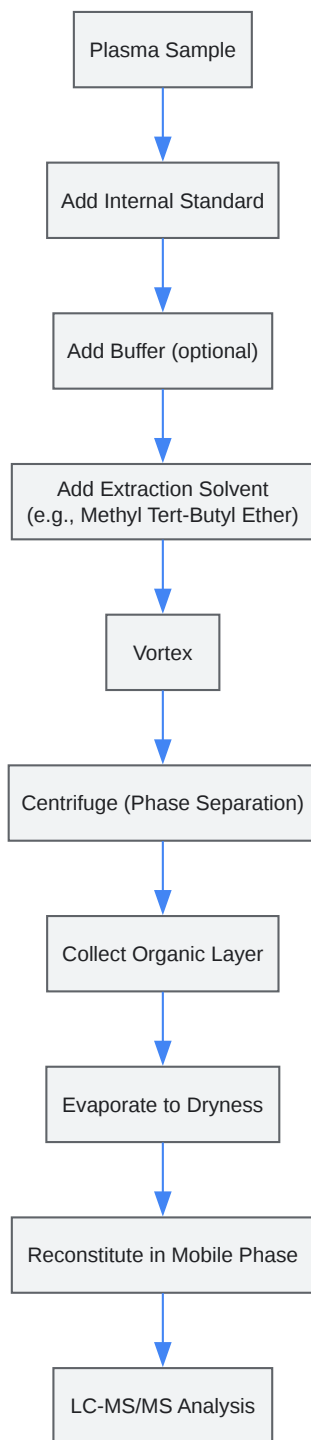 Plasma Sample
Add Internal Standard
Add Buffer (optional)
Add Extraction Solvent
(e.g., Methyl Tert-Butyl Ether)
Vortex
Centrifuge (Phase Separation)
Collect Organic Layer
Evaporate to Dryness
Reconstitute in Mobile Phase
LC-MS/MS Analysis